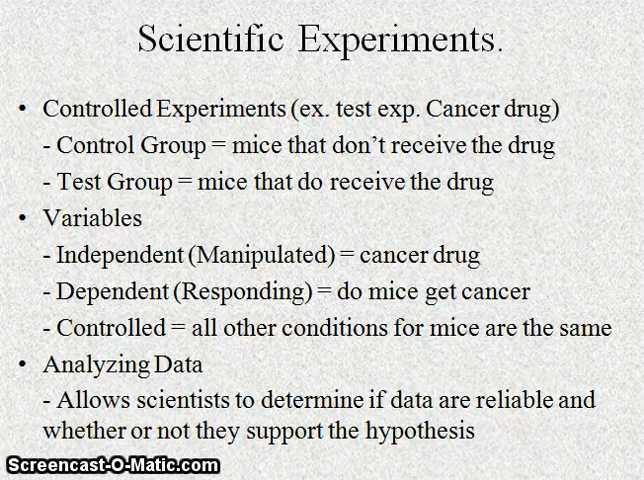 Scientific Experiments.
• Controlled Experiments (ex. test exp. Cancer drug)
- Control Group = mice that don’t receive the drug
- Test Group = mice that do receive the drug
• Variables
- Independent (Manipulated) = cancer drug
- Dependent (Responding) = do mice get cancer
- Controlled = all other conditions for mice are the same
• Analyzing Data
- Allows scientists to determine if data are reliable and
whether or not they support the hypothesis
Screencast-O-Matic.com